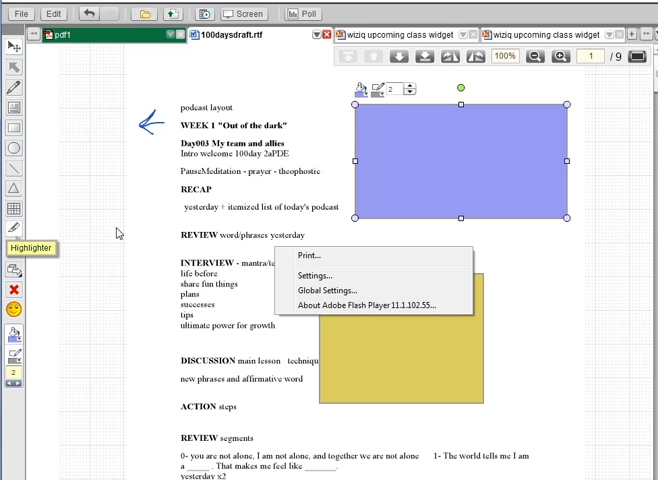 File Edit Screen Poll
pdf1 100daysdraft.rtf wiziq upcoming class widget wiziq upcoming class widget
100% 1 / 9
2
podcast layout
WEEK 1 "Out of the dark"
Day003 My team and allies
Intro welcome 100day 2aPDE
PauseMeditation - prayer - theophostic
RECAP
yesterday + itemized list of today's podcast
REVIEW word/phrases yesterday
Highlighter
INTERVIEW - mantra/te
life before
share fun things
plans
successes
tips
ultimate power for growth
Print...
Settings...
Global Settings...
About Adobe Flash Player 11.1.102.55...
DISCUSSION main lesson techniqu
new phrases and affirmative word
2
ACTION steps
REVIEW segments
0- you are not alone, I am not alone, and together we are not alone 1- The world tells me I am
a _____ . That makes me feel like _______.
yesterday x2